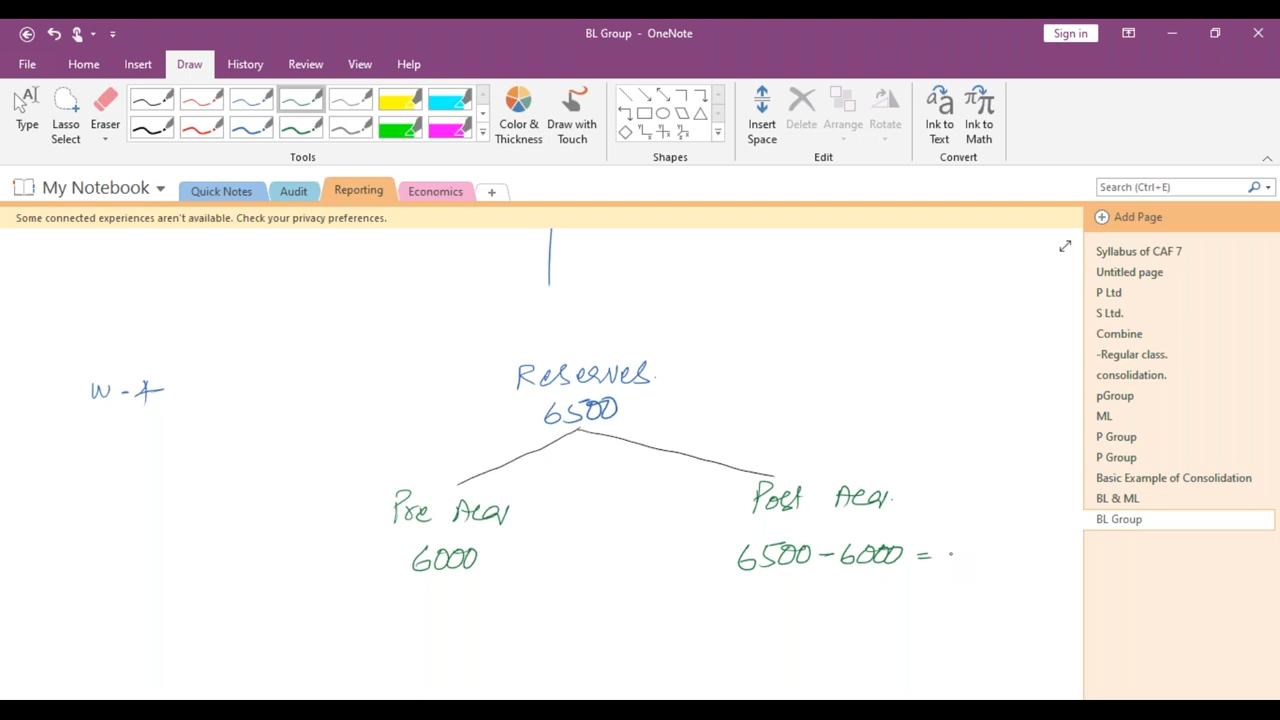 BL Group - OneNote
Sign in
File Home Insert Draw History Review View Help
Type
Lasso Select
Eraser
Color & Thickness
Draw with Touch
Insert Space
Delete
Arrange
Rotate
Ink to Text
Ink to Math
Tools
Shapes
Edit
Convert
My Notebook
Quick Notes
Audit
Reporting
Economics
Search (Ctrl+E)
Some connected experiences aren't available. Check your privacy preferences.
Add Page
Syllabus of CAF 7
Untitled page
P Ltd
S Ltd.
Combine
-Regular class.
consolidation.
pGroup
ML
P Group
P Group
Basic Example of Consolidation
BL & ML
BL Group
Reserves.
W-4
6500
Pre Acq
Post Acq.
6000
6500-6000 =